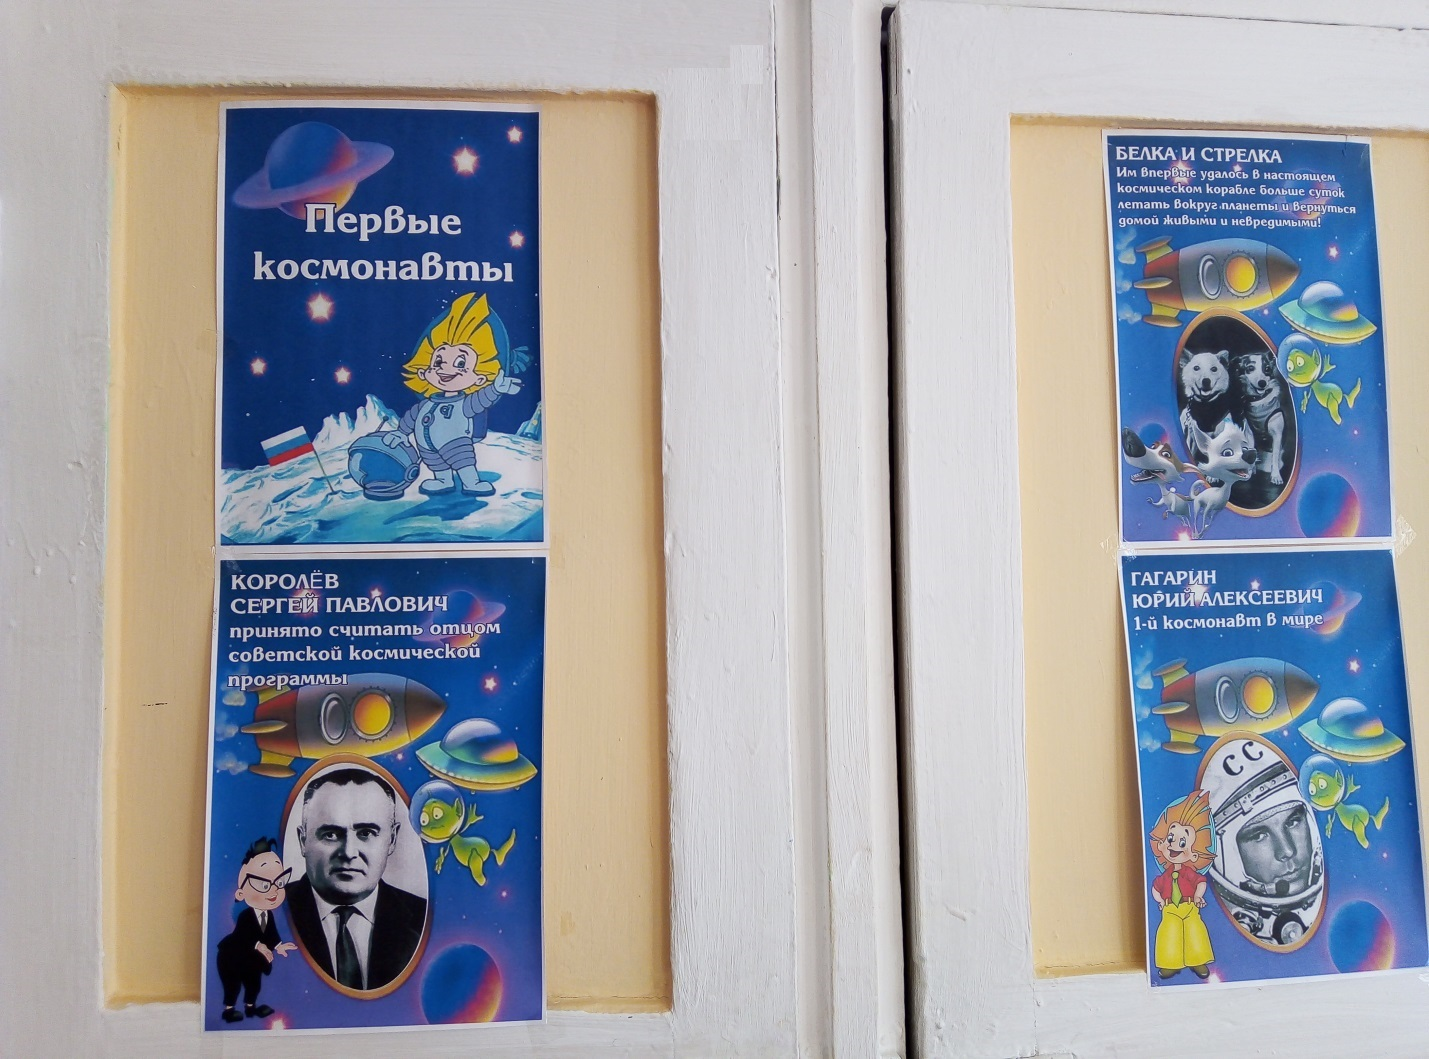 Первые
космонавты
КОРОЛЁВ
СЕРГЕЙ ПАВЛОВИЧ
принято считать отцом
советской космической
программы
БЕЛКА И СТРЕЛКА
Им впервые удалось в настоящем
космическом корабле больше суток
летать вокруг планеты и вернуться
домой живыми и невредимыми!
ГАГАРИН
ЮРИЙ АЛЕКСЕЕВИЧ
1-й космонавт в мире
СС